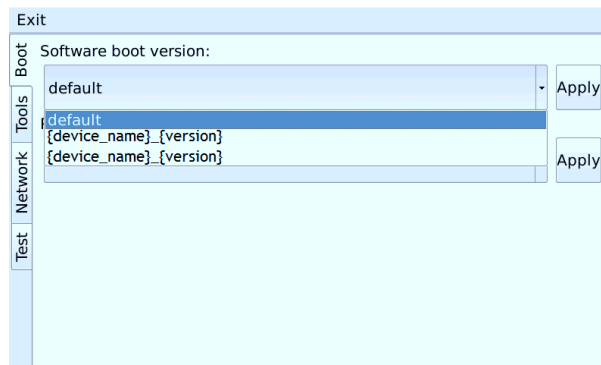 Exit
Boot
Tools
Network
Test
Software boot version:
default
Apply
default
{device_name}_{version}
{device_name}_{version}
Apply